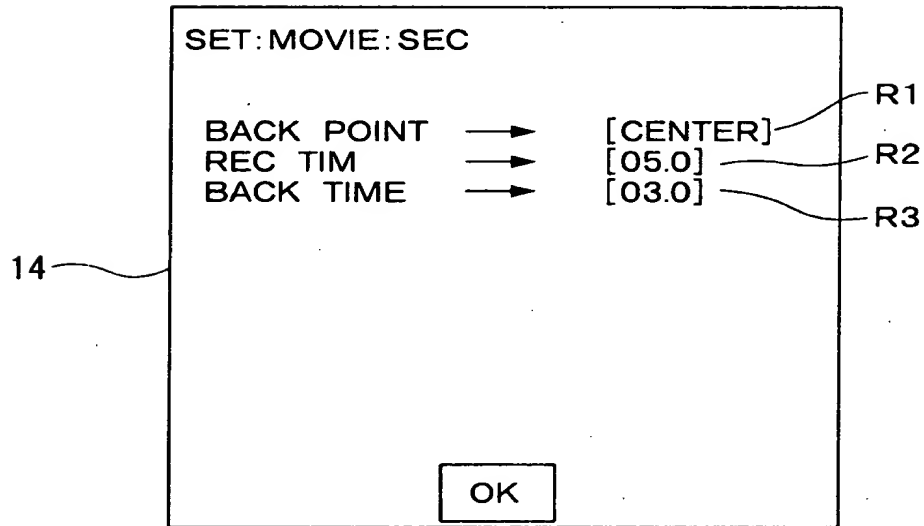 SET:MOVIE:SEC
BACK POINT → [CENTER] R1
REC TIM → [05.0] R2
BACK TIME → [03.0] R3
14
OK